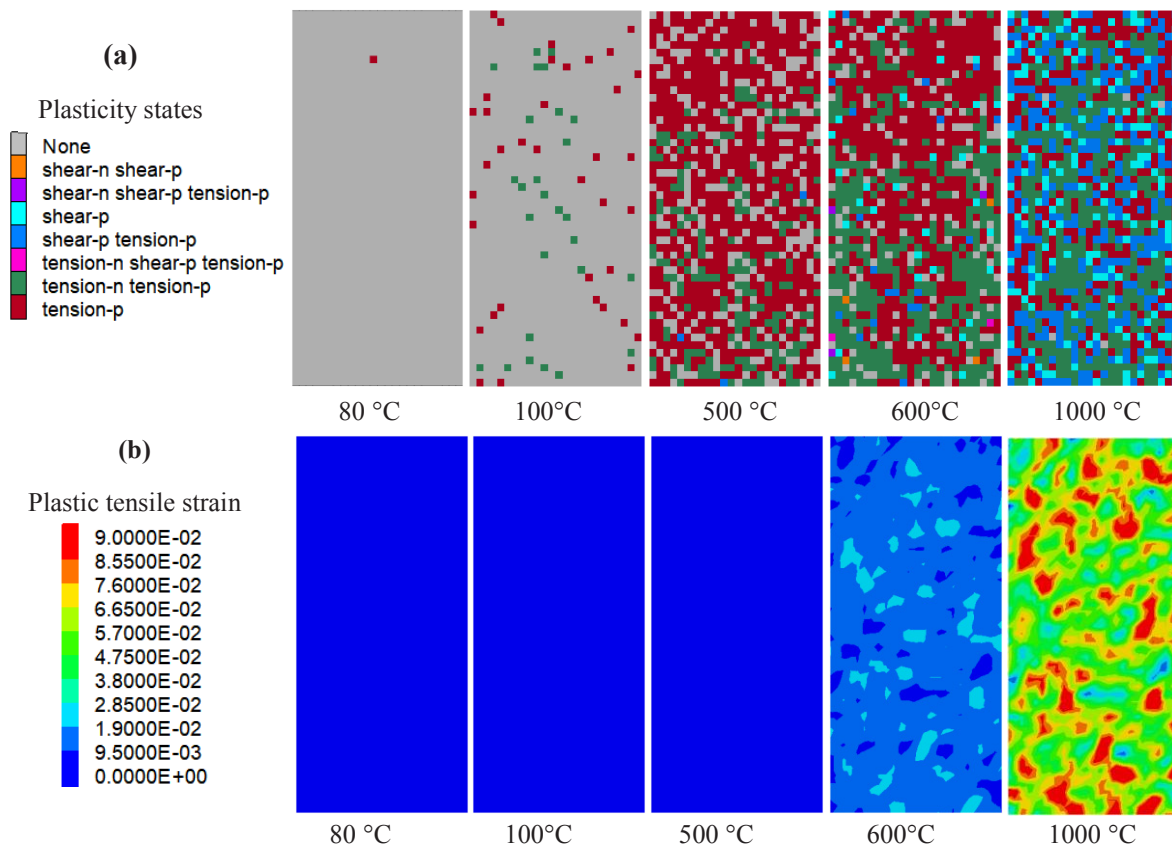 (a)
Plasticity states
None
shear-n shear-p
shear-n shear-p tension-p
shear-p
shear-p tension-p
tension-n shear-p tension-p
tension-n tension-p
tension-p
80 °C 100°C 500 °C 600°C 1000 °C
(b)
Plastic tensile strain
9.0000E-02
8.5500E-02
7.6000E-02
6.6500E-02
5.7000E-02
4.7500E-02
3.8000E-02
2.8500E-02
1.9000E-02
9.5000E-03
0.0000E+00
80 °C 100°C 500 °C 600°C 1000 °C